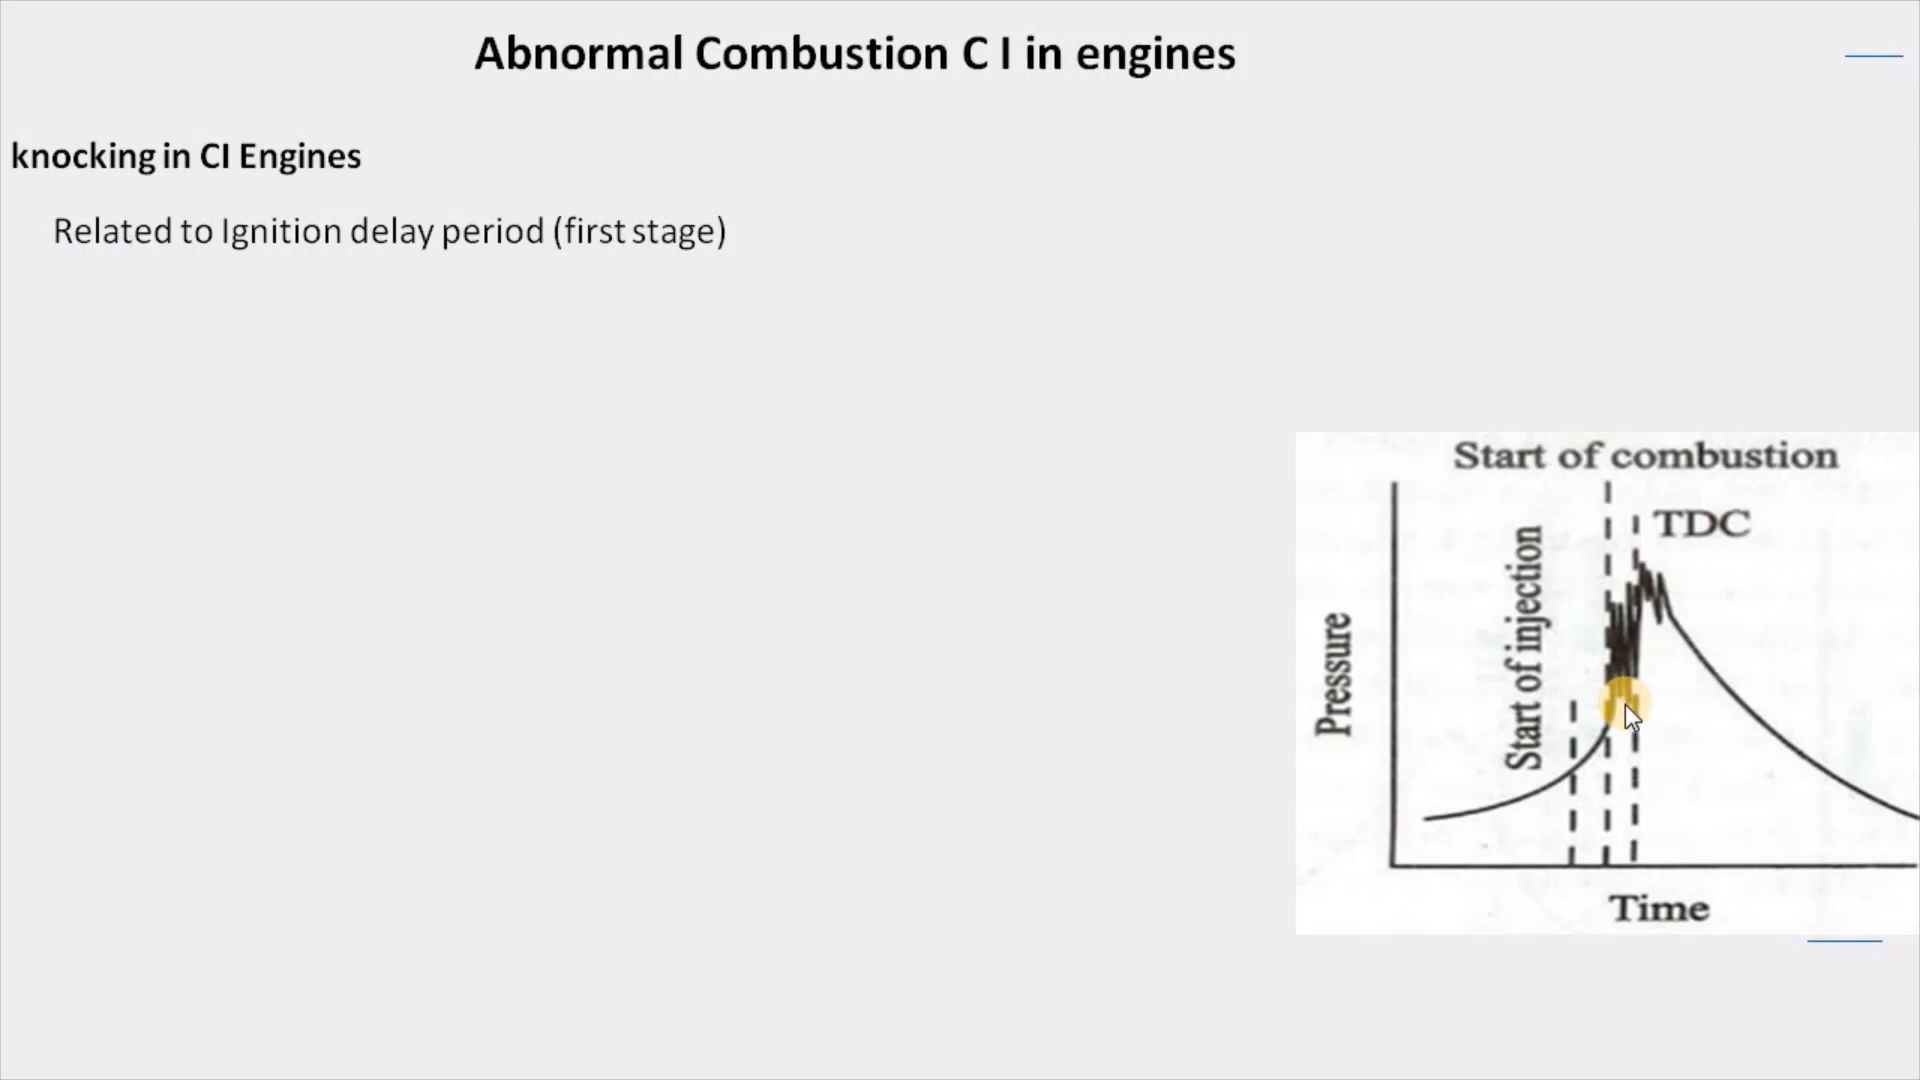 Abnormal Combustion C I in engines
knocking in CI Engines
Related to Ignition delay period (first stage)
Start of combustion
TDC
Start of injection
Pressure
Time